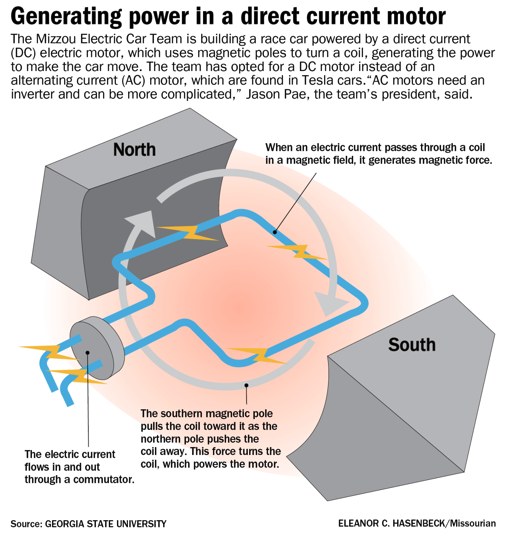 Generating power in a direct current motor
The Mizzou Electric Car Team is building a race car powered by a direct current
(DC) electric motor, which uses magnetic poles to turn a coil, generating the power
to make the car move. The team has opted for a DC motor instead of an
alternating current (AC) motor, which are found in Tesla cars.“AC motors need an
inverter and can be more complicated,” Jason Pae, the team’s president, said.
North
When an electric current passes through a coil
in a magnetic field, it generates magnetic force.
South
The southern magnetic pole
pulls the coil toward it as the
northern pole pushes the
coil away. This force turns the
coil, which powers the motor.
The electric current
flows in and out
through a commutator.
Source: GEORGIA STATE UNIVERSITY
ELEANOR C. HASENBECK/Missourian